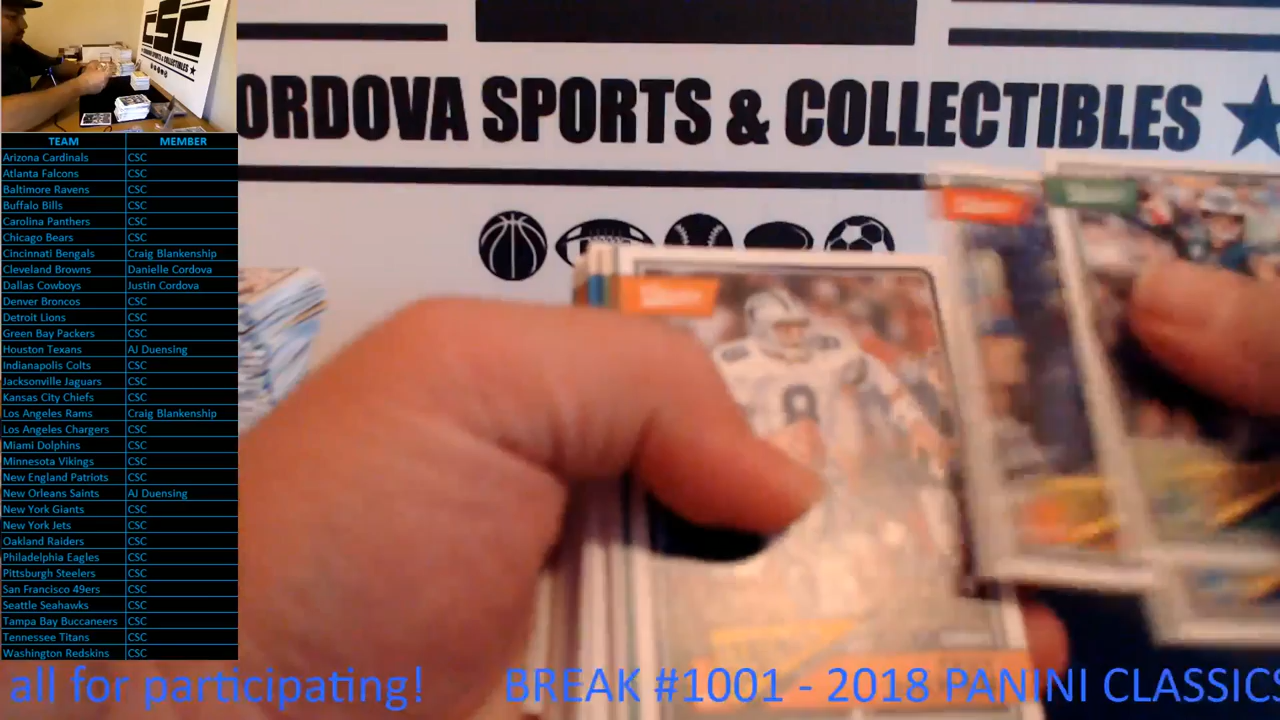 CSC
CORDOVA SPORTS & COLLECTIBLES
ORDOVA SPORTS & COLLECTIBLES
TEAM MEMBER
Arizona Cardinals CSC
Atlanta Falcons CSC
Baltimore Ravens CSC
Buffalo Bills CSC
Carolina Panthers CSC
Chicago Bears CSC
Cincinnati Bengals Craig Blankenship
Cleveland Browns Danielle Cordova
Dallas Cowboys Justin Cordova
Denver Broncos CSC
Detroit Lions CSC
Green Bay Packers CSC
Houston Texans AJ Duensing
Indianapolis Colts CSC
Jacksonville Jaguars CSC
Kansas City Chiefs CSC
Los Angeles Rams Craig Blankenship
Los Angeles Chargers CSC
Miami Dolphins CSC
Minnesota Vikings CSC
New England Patriots CSC
New Orleans Saints AJ Duensing
New York Giants CSC
New York Jets CSC
Oakland Raiders CSC
Philadelphia Eagles CSC
Pittsburgh Steelers CSC
San Francisco 49ers CSC
Seattle Seahawks CSC
Tampa Bay Buccaneers CSC
Tennessee Titans CSC
Washington Redskins CSC
8
all for participating! BREAK #1001 - 2018 PANINI CLASSICS